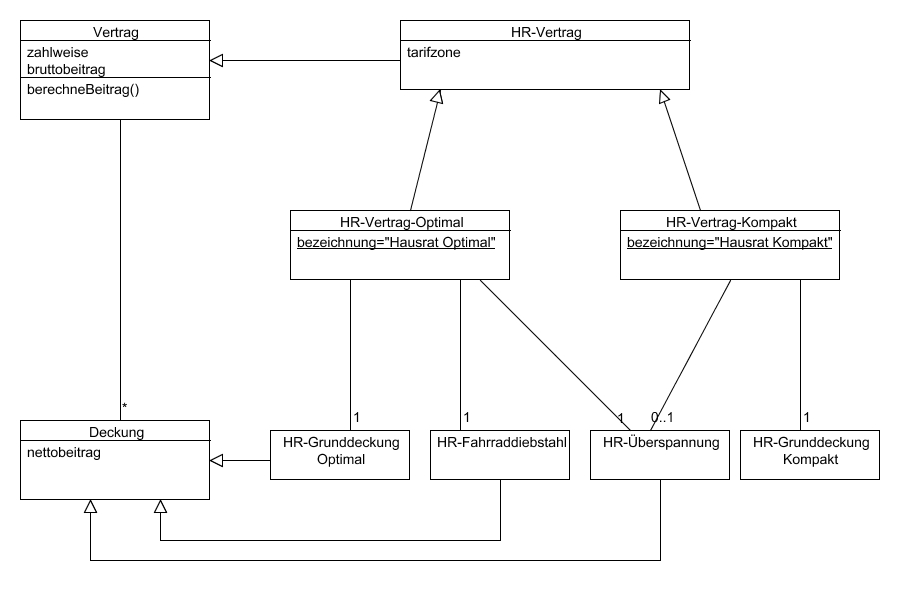 Vertrag
zahlweise
bruttobeitrag
berechneBeitrag()
HR-Vertrag
tarifzone
HR-Vertrag-Optimal
bezeichnung="Hausrat Optimal"
HR-Vertrag-Kompakt
bezeichnung="Hausrat Kompakt"
*
1
1
1
0..1
1
Deckung
nettobeitrag
HR-Grunddeckung
Optimal
HR-Fahrraddiebstahl
HR-Überspannung
HR-Grunddeckung
Kompakt